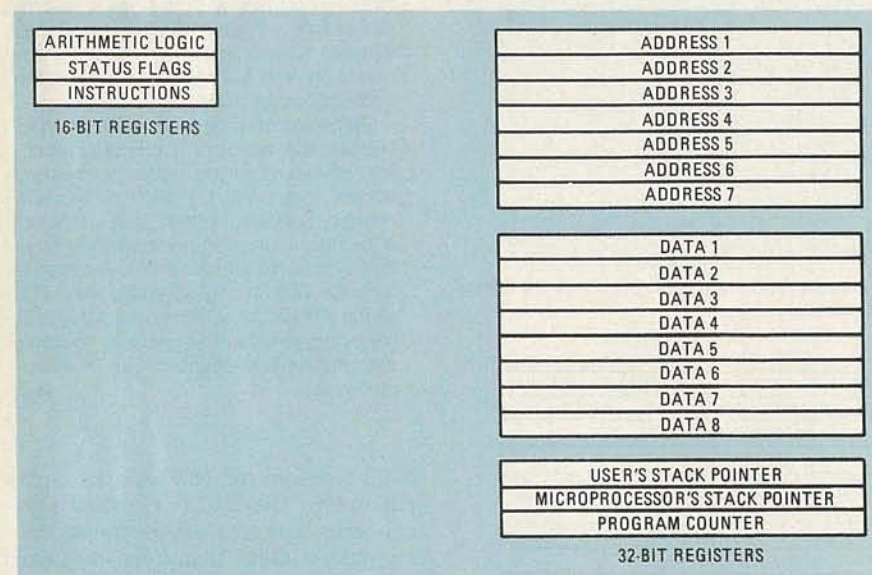 ARITHMETIC LOGIC
STATUS FLAGS
INSTRUCTIONS
16-BIT REGISTERS
ADDRESS 1
ADDRESS 2
ADDRESS 3
ADDRESS 4
ADDRESS 5
ADDRESS 6
ADDRESS 7
DATA 1
DATA 2
DATA 3
DATA 4
DATA 5
DATA 6
DATA 7
DATA 8
USER'S STACK POINTER
MICROPROCESSOR'S STACK POINTER
PROGRAM COUNTER
32-BIT REGISTERS